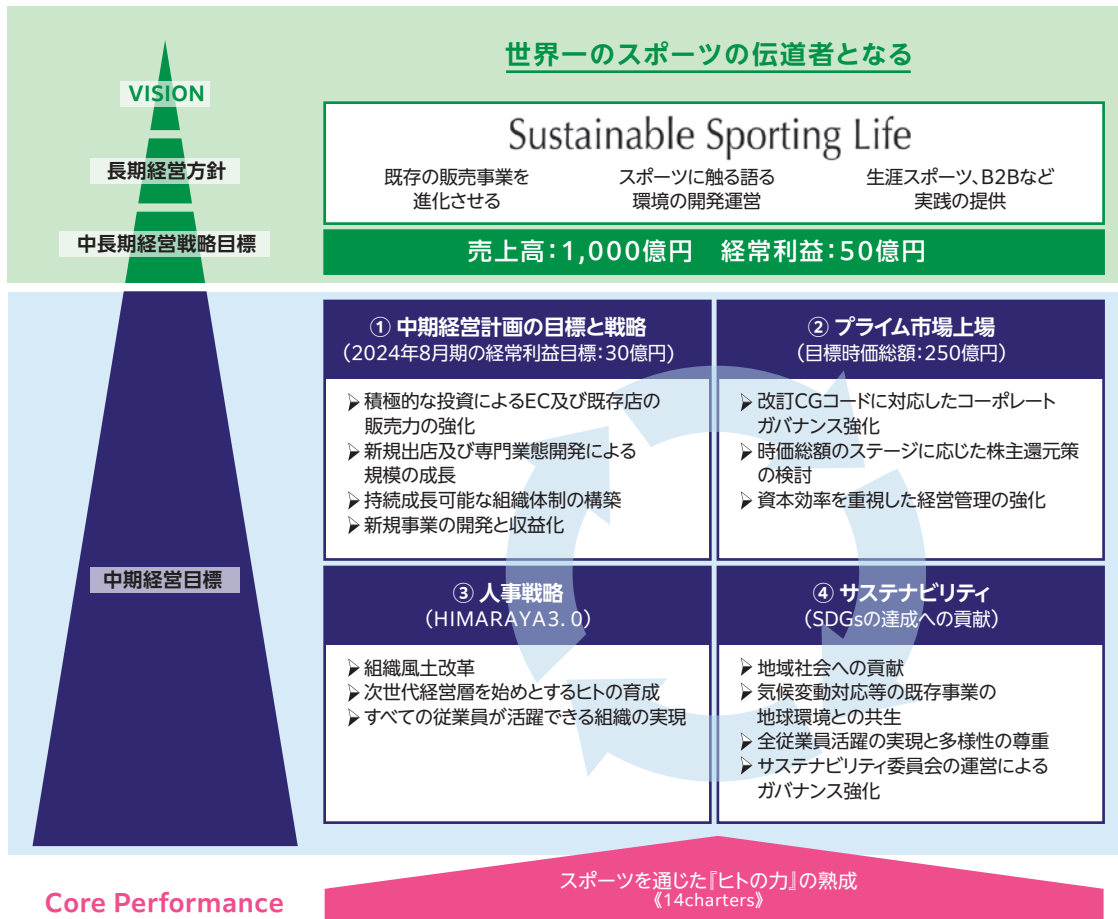 世界一のスポーツの伝道者となる
VISION
Sustainable Sporting Life
長期経営方針
既存の販売事業を
進化させる
スポーツに触る語る
環境の開発運営
生涯スポーツ、B2Bなど
実践の提供
中長期経営戦略目標
売上高：1,000億円　経常利益：50億円
① 中期経営計画の目標と戦略
（2024年8月期の経常利益目標：30億円）
➢積極的な投資によるEC及び既存店の
販売力の強化
➢新規出店及び専門業態開発による
規模の成長
➢持続成長可能な組織体制の構築
➢新規事業の開発と収益化
② プライム市場上場
（目標時価総額：250億円）
➢改訂CGコードに対応したコーポレート
ガバナンス強化
➢時価総額のステージに応じた株主還元策
の検討
➢資本効率を重視した経営管理の強化
中期経営目標
③ 人事戦略
（HIMARAYA3.0）
➢組織風土改革
➢次世代経営層を始めとするヒトの育成
➢すべての従業員が活躍できる組織の実現
④ サステナビリティ
（SDGsの達成への貢献）
➢地域社会への貢献
➢気候変動対応等の既存事業の
地球環境との共生
➢全従業員活躍の実現と多様性の尊重
➢サステナビリティ委員会の運営による
ガバナンス強化
Core Performance
スポーツを通じた『ヒトの力』の熟成
《14charters》